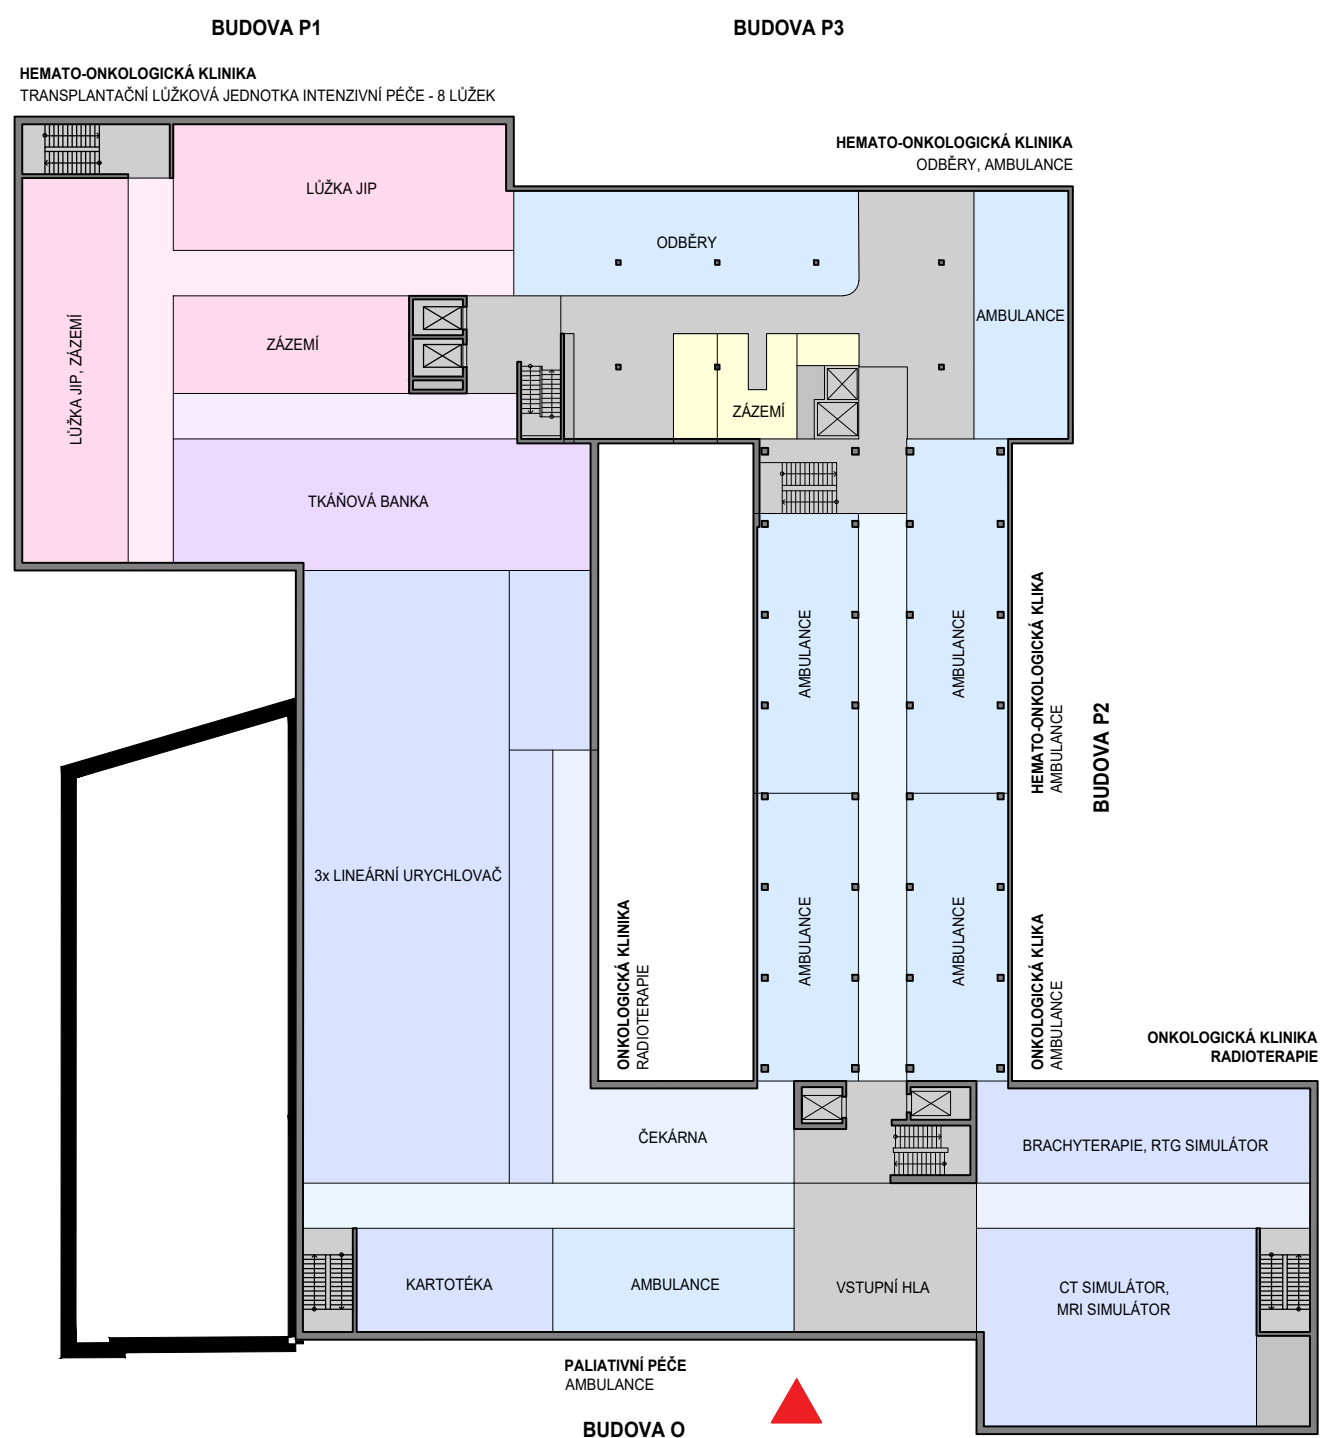 BUDOVA P1
BUDOVA P3
HEMATO-ONKOLOGICKÁ KLINIKA
TRANSPLANTAČNÍ LŮŽKOVÁ JEDNOTKA INTENZIVNÍ PÉČE - 8 LŮŽEK
HEMATO-ONKOLOGICKÁ KLINIKA
ODBĚRY, AMBULANCE
LŮŽKA JIP
ODBĚRY
AMBULANCE
LŮŽKA JIP, ZÁZEMÍ
ZÁZEMÍ
ZÁZEMÍ
TKÁŇOVÁ BANKA
AMBULANCE
AMBULANCE
HEMATO-ONKOLOGICKÁ KLIKA
AMBULANCE
BUDOVA P2
3x LINEÁRNÍ URYCHLOVAČ
AMBULANCE
AMBULANCE
ONKOLOGICKÁ KLINIKA
RADIOTERAPIE
ONKOLOGICKÁ KLIKA
AMBULANCE
ONKOLOGICKÁ KLINIKA
RADIOTERAPIE
ČEKÁRNA
BRACHYTERAPIE, RTG SIMULÁTOR
KARTOTÉKA
AMBULANCE
VSTUPNÍ HLA
CT SIMULÁTOR,
MRI SIMULÁTOR
PALIATIVNÍ PÉČE
AMBULANCE
BUDOVA O